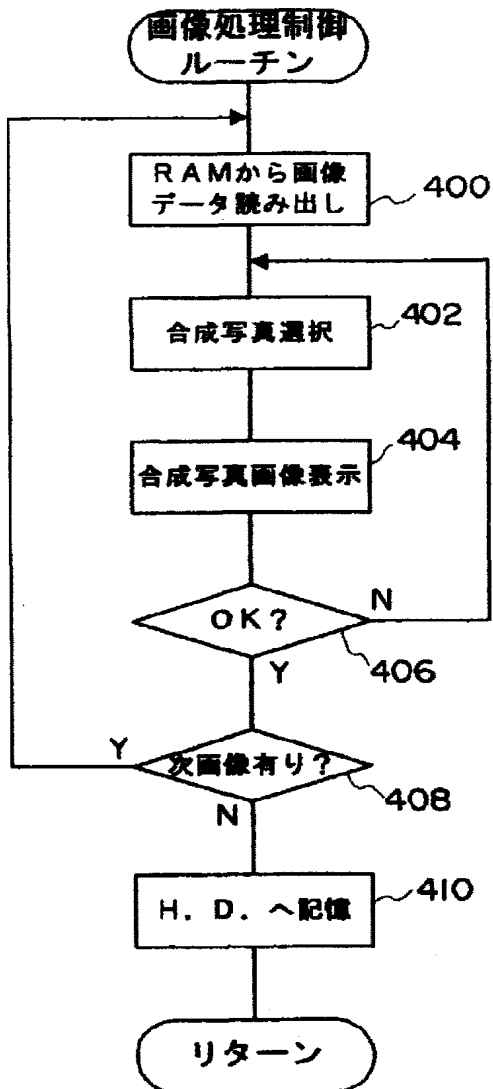 画像処理制御
ルーチン
RAMから画像
データ読み出し
400
合成写真選択
402
合成写真画像表示
404
OK?
N
406
Y
Y
次画像有り?
408
N
H.D.へ記憶
410
リターン